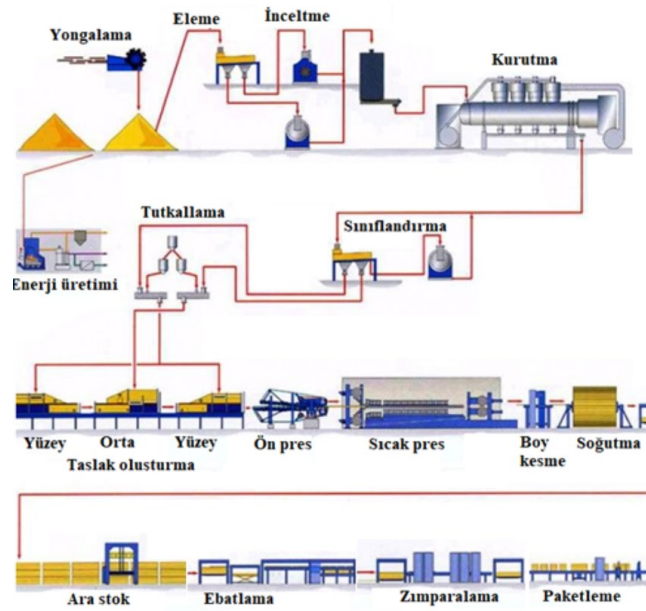 Eleme
İnceltme
Yongalama
Kurutma
Tutkallama
Sınıflandırma
Enerji üretimi
Yüzey
Orta
Yüzey
Ön pres
Sıcak pres
Boy
kesme
Soğutma
Taslak oluşturma
Ara stok
Ebatlama
Zımparalama
Paketleme